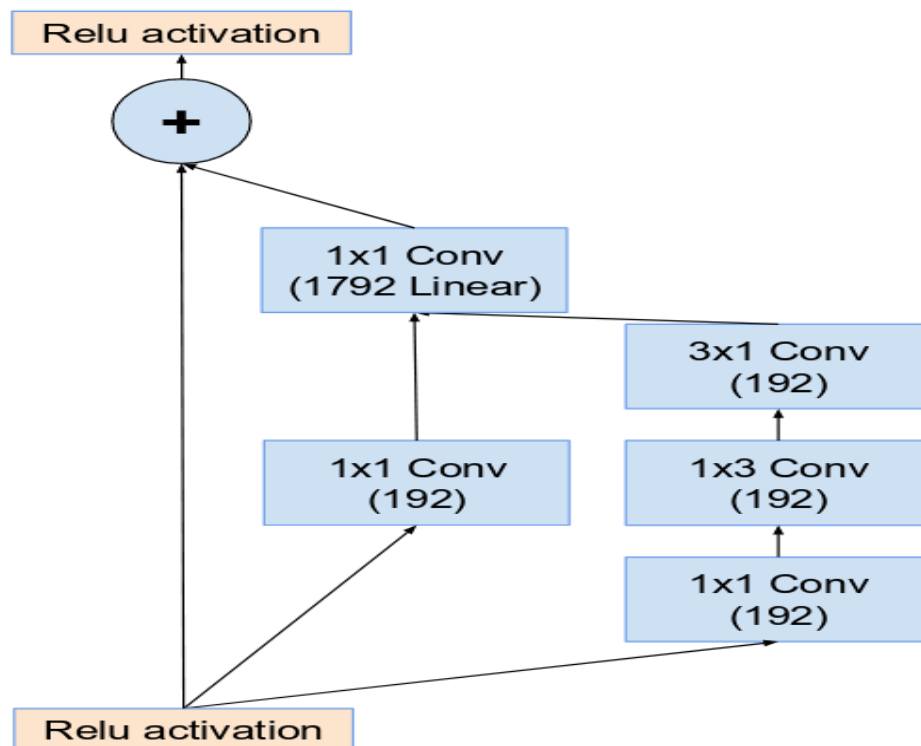 Relu activation
+
1x1 Conv
(1792 Linear)
3x1 Conv
(192)
1x1 Conv
(192)
1x3 Conv
(192)
1x1 Conv
(192)
Relu activation